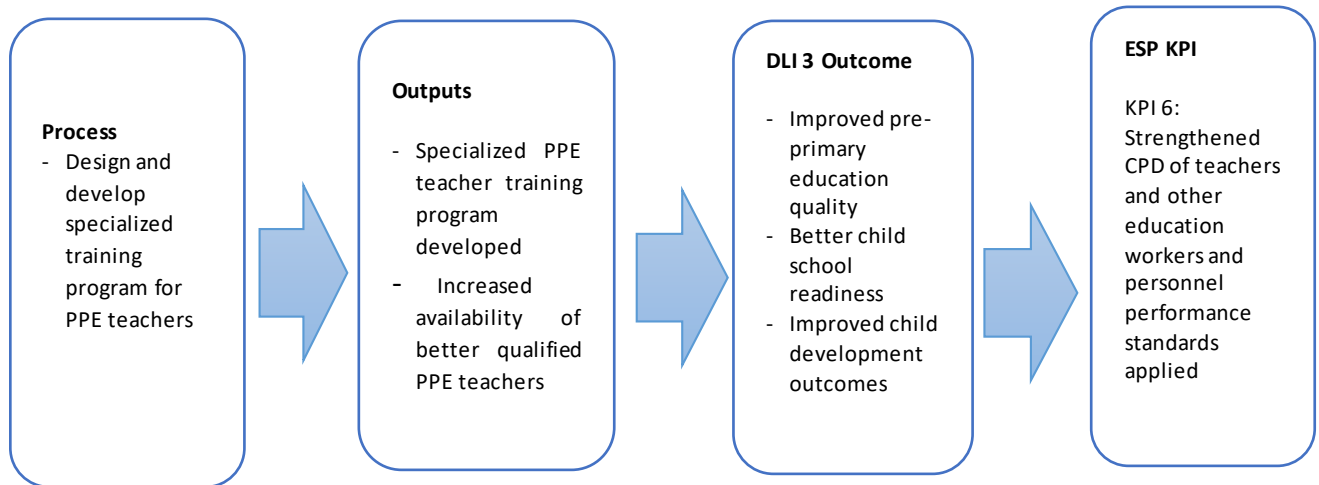 Process
- Design and
develop
specialized
training
program for
PPE teachers
Outputs
- Specialized PPE
teacher training
program
developed
- Increased
availability of
better qualified
PPE teachers
DLI 3 Outcome
- Improved pre-
primary
education
quality
- Better child
school
readiness
- Improved child
development
outcomes
ESP KPI
KPI 6:
Strengthened
CPD of teachers
and other
education
workers and
personnel
performance
standards
applied